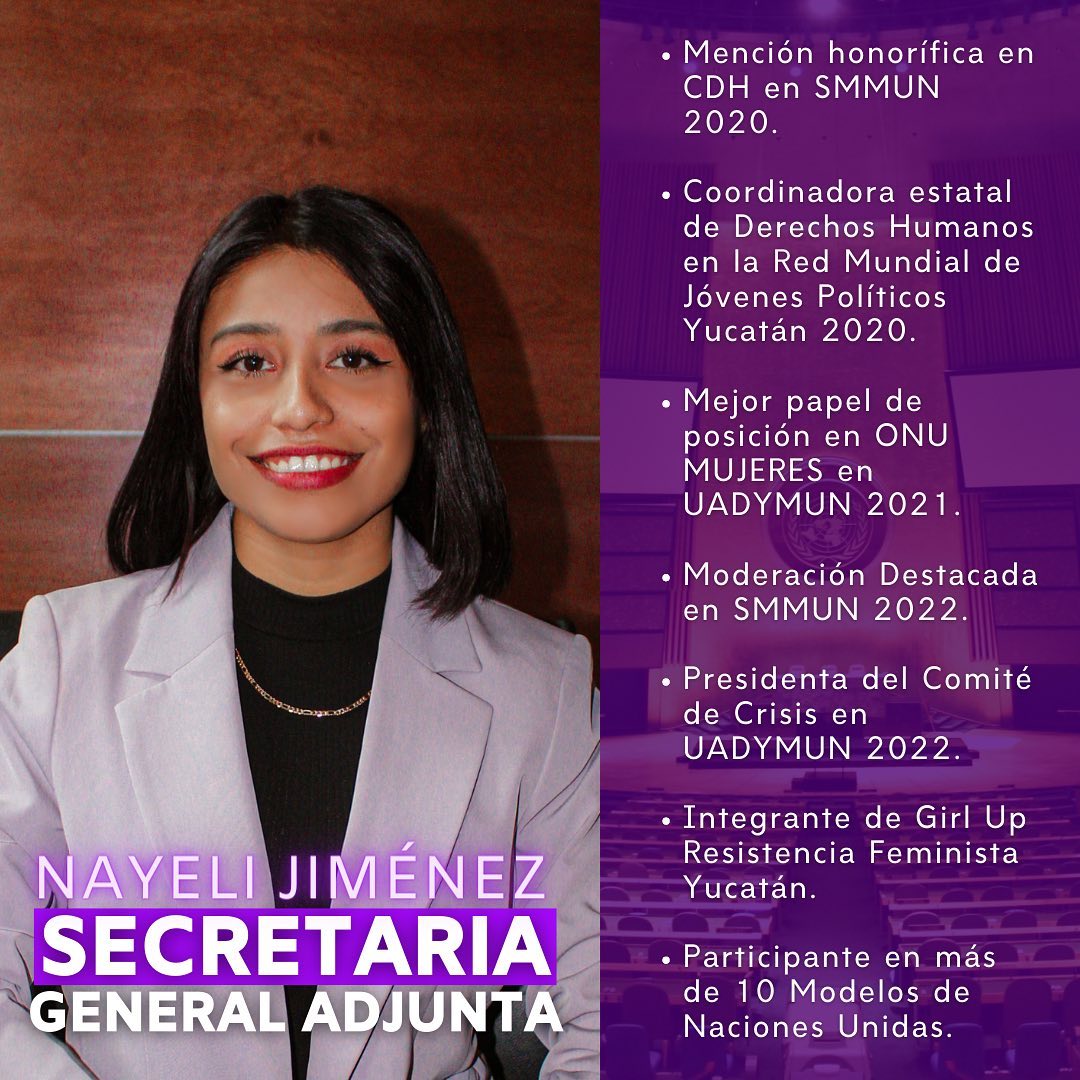 NAYELI JIMÉNEZ
SECRETARIA
GENERAL ADJUNTA
• Mención honorífica en
CDH en SMMUN
2020.
• Coordinadora estatal
de Derechos Humanos
en la Red Mundial de
Jóvenes Políticos
Yucatán 2020.
• Mejor papel de
posición en ONU
MUJERES en
UADYMUN 2021.
• Moderación Destacada
en SMMUN 2022.
• Presidenta del Comité
de Crisis en
UADYMUN 2022.
• Integrante de Girl Up
Resistencia Feminista
Yucatán.
• Participante en más
de 10 Modelos de
Naciones Unidas.